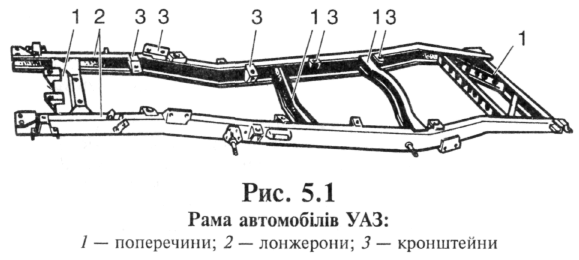 1 2 3 3 3 1 3 1 3 1
Рис. 5.1
Рама автомобілів УАЗ:
1 — поперечини; 2 — лонжерони; 3 — кронштейни